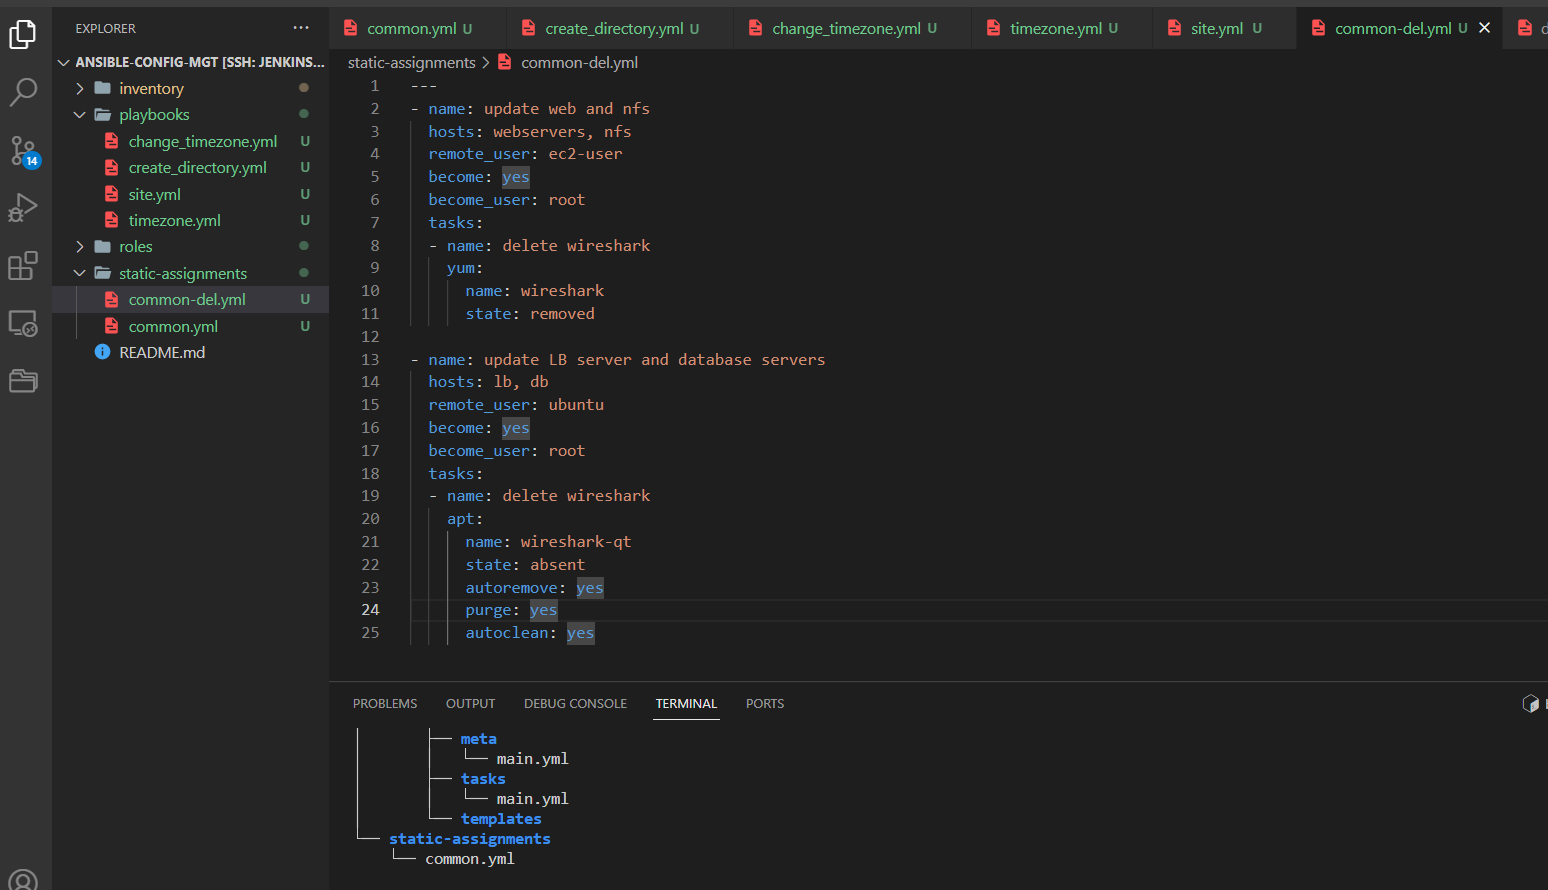 EXPLORER
ANSIBLE-CONFIG-MGT [SSH: JENKINS...
inventory
playbooks
change_timezone.yml U
create_directory.yml U
site.yml U
timezone.yml U
roles
static-assignments
common-del.yml U
common.yml U
README.md
14
common.yml U
create_directory.yml U
change_timezone.yml U
timezone.yml U
site.yml U
common-del.yml U
static-assignments > common-del.yml
1 ---
2 - name: update web and nfs
3 hosts: webservers, nfs
4 remote_user: ec2-user
5 become: yes
6 become_user: root
7 tasks:
8 - name: delete wireshark
9 yum:
10 name: wireshark
11 state: removed
12
13 - name: update LB server and database servers
14 hosts: lb, db
15 remote_user: ubuntu
16 become: yes
17 become_user: root
18 tasks:
19 - name: delete wireshark
20 apt:
21 name: wireshark-qt
22 state: absent
23 autoremove: yes
24 purge: yes
25 autoclean: yes
PROBLEMS OUTPUT DEBUG CONSOLE TERMINAL PORTS
meta
main.yml
tasks
main.yml
templates
static-assignments
common.yml